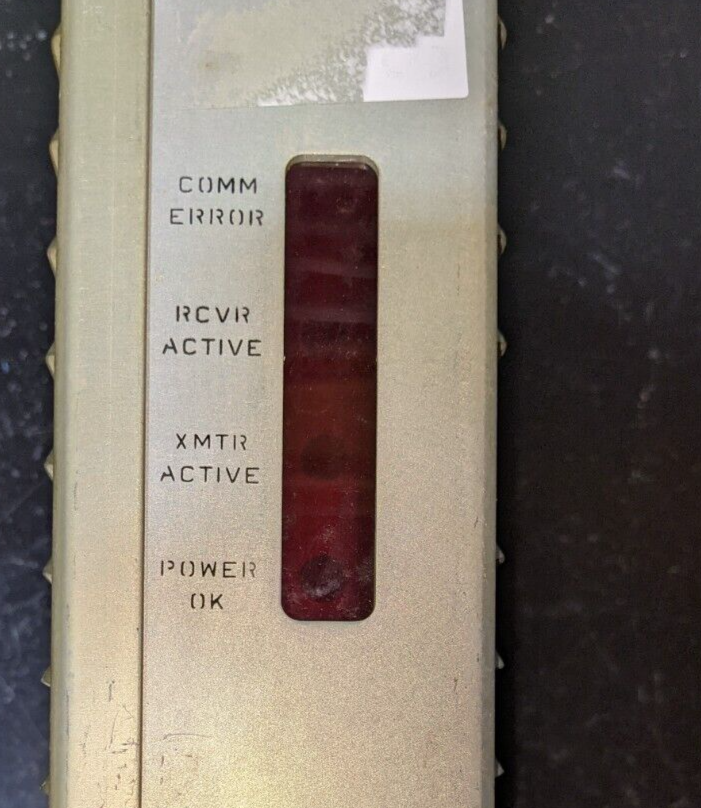 COMM
ERROR
RCVR
ACTIVE
XMTR
ACTIVE
POWER
OK